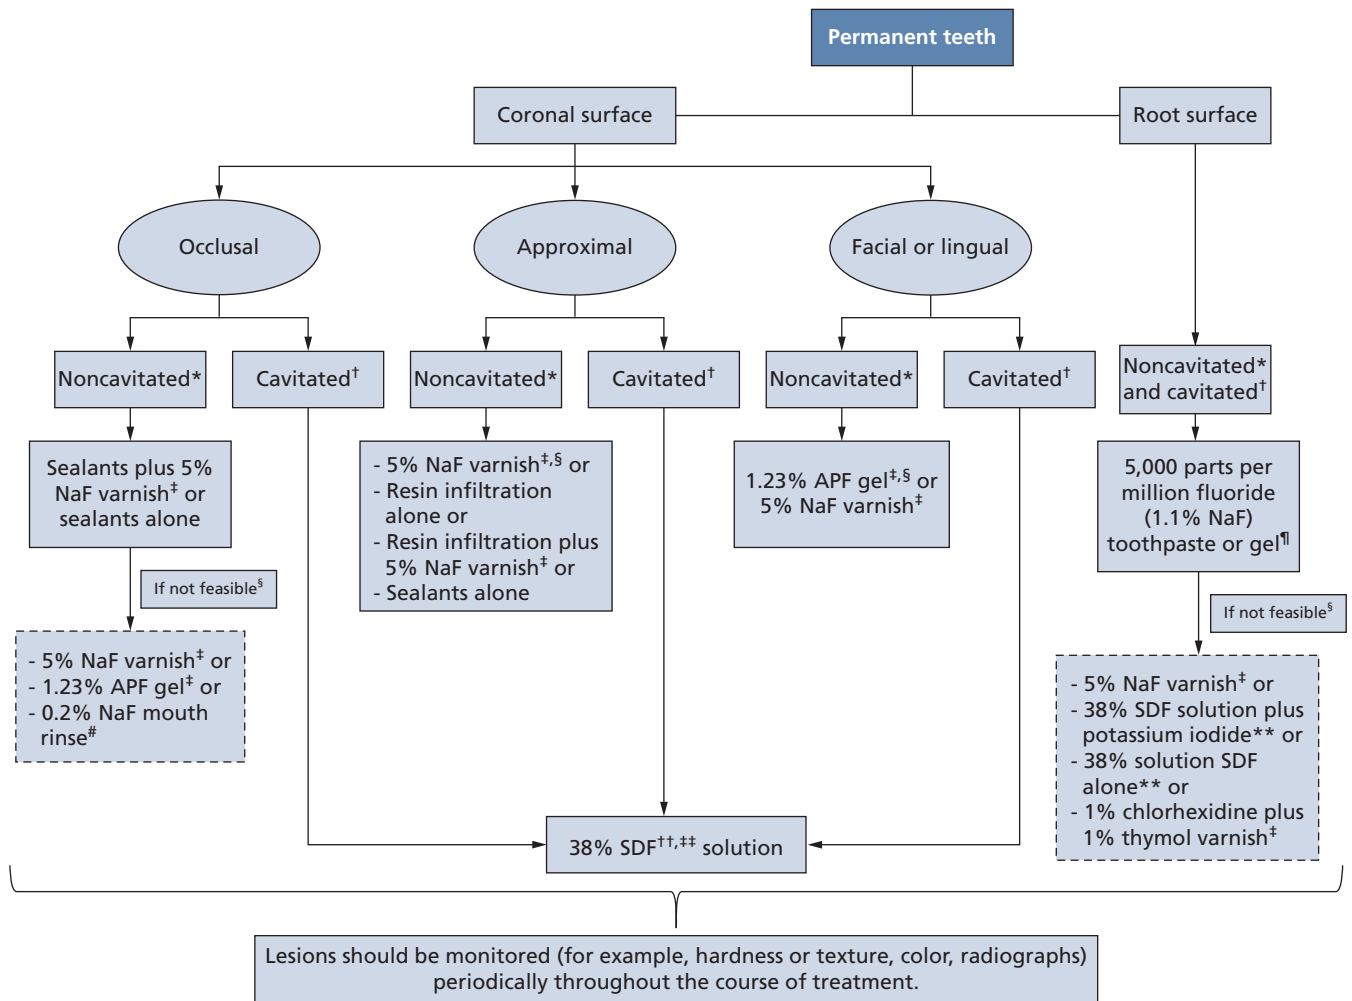 Permanent teeth
Coronal surface
Root surface
Occlusal
Approximal
Facial or lingual
Noncavitated*
Cavitated†
Noncavitated*
Cavitated†
Noncavitated*
Cavitated†
Noncavitated*
and cavitated†
Sealants plus 5%
NaF varnish‡ or
sealants alone
- 5% NaF varnish‡,§ or
- Resin infiltration
alone or
- Resin infiltration plus
5% NaF varnish‡ or
- Sealants alone
1.23% APF gel‡,§ or
5% NaF varnish‡
5,000 parts per
million fluoride
(1.1% NaF)
toothpaste or gel¶
If not feasible§
If not feasible§
- 5% NaF varnish‡ or
- 1.23% APF gel‡ or
- 0.2% NaF mouth
rinse#
- 5% NaF varnish‡ or
- 38% SDF solution plus
potassium iodide** or
- 38% solution SDF
alone** or
- 1% chlorhexidine plus
1% thymol varnish‡
38% SDF††,‡‡ solution
Lesions should be monitored (for example, hardness or texture, color, radiographs)
periodically throughout the course of treatment.